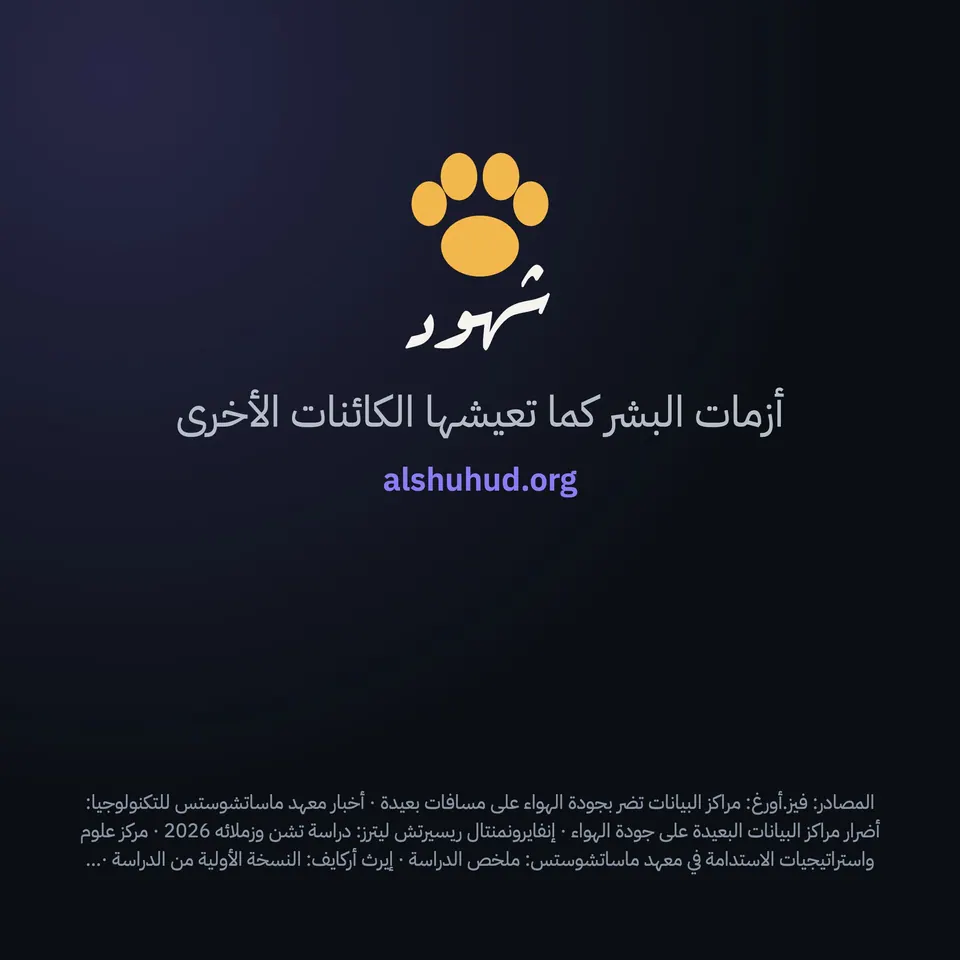 شهود
أزمات البشر كما تعيشها الكائنات الأخرى
alshuhud.org
المصادر: فيز.أورغ: مراكز البيانات تضر بجودة الهواء على مسافات بعيدة · أخبار معهد ماساتشوستس للتكنولوجيا:
أضرار مراكز البيانات البعيدة على جودة الهواء · إنفايرونمنتال ريسيرتش ليترز: دراسة تشن وزملائه 2026 · مركز علوم
واستراتيجيات الاستدامة في معهد ماساتشوستس: ملخص الدراسة · إيرث أركايف: النسخة الأولية من الدراسة ·...